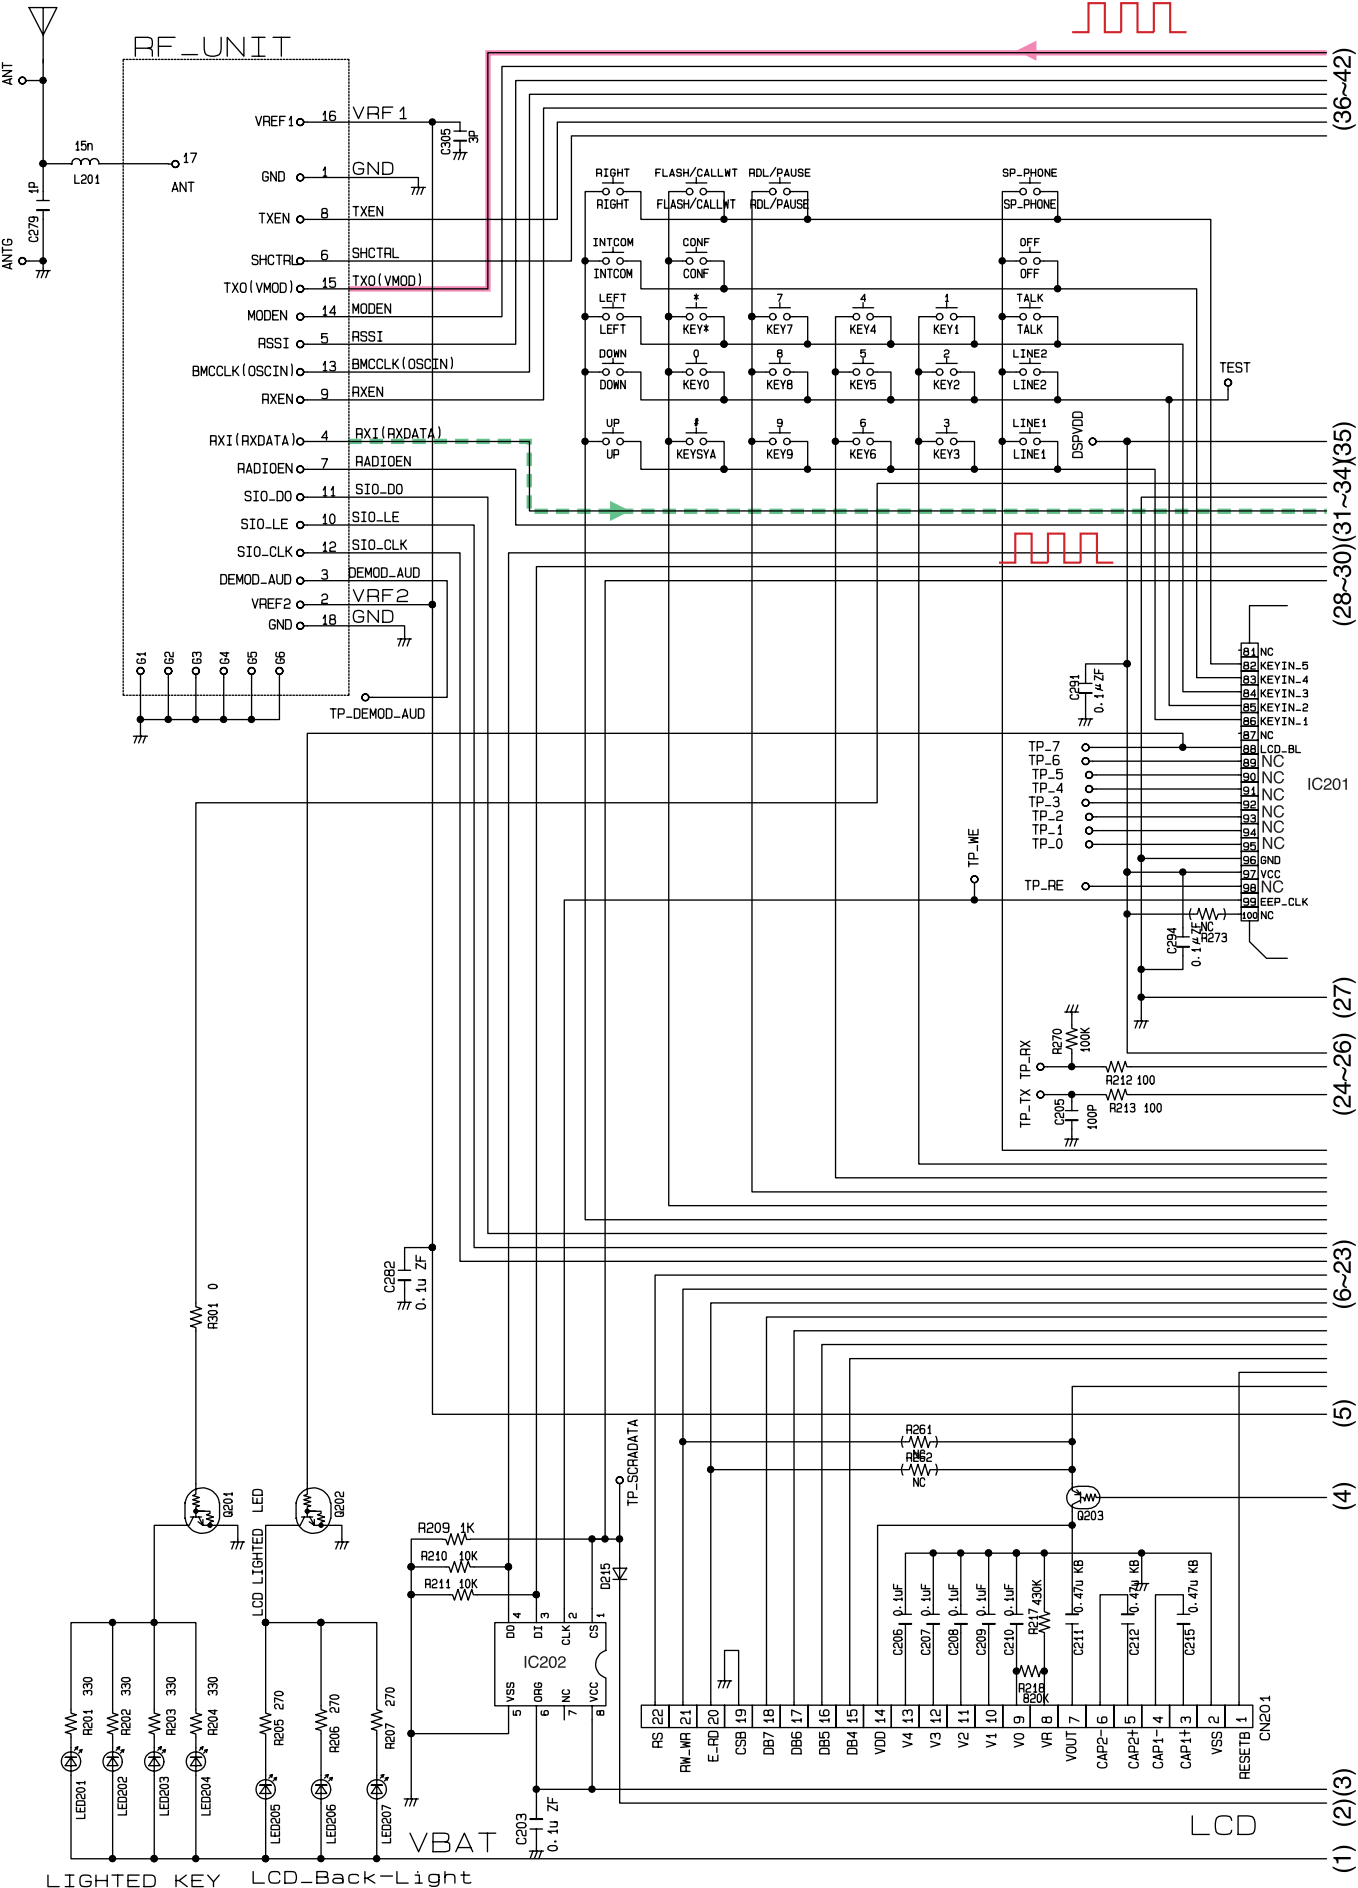 RF_UNIT
ANT
ANTG
15n
L201
1P
C279
17
ANT
VREF1 16 VRF1
C305
3P
GND 1 GND
TXEN 8 TXEN
SHCTRL 6 SHCTRL
TXO(VMOD) 15 TXO(VMOD)
MODEN 14 MODEN
RSSI 5 RSSI
BMCCLK(OSCIN) 13 BMCCLK(OSCIN)
RXEN 9 RXEN
RXI(RXDATA) 4 RXI(RXDATA)
RADIOEN 7 RADIOEN
SIO_DO 11 SIO_DO
SIO_LE 10 SIO_LE
SIO_CLK 12 SIO_CLK
DEMOD_AUD 3 DEMOD_AUD
VREF2 2 VRF2
GND 18 GND
G1 G2 G3 G4 G5 G6
TP_DEMOD_AUD
RIGHT FLASH/CALLWT RDL/PAUSE SP_PHONE
RIGHT FLASH/CALLWT RDL/PAUSE SP_PHONE
INTCOM CONF OFF
INTCOM CONF OFF
LEFT * 7 4 1 TALK
LEFT KEY* KEY7 KEY4 KEY1 TALK
DOWN 0 8 5 2 LINE2
DOWN KEY0 KEY8 KEY5 KEY2 LINE2
UP # 9 6 3 LINE1
UP KEYSYA KEY9 KEY6 KEY3 LINE1
TEST
DSPVDD
(36~42)
(35)
(31~34)
(28~30)
C291
0.1μ ZF
81 NC
82 KEYIN_5
83 KEYIN_4
84 KEYIN_3
85 KEYIN_2
86 KEYIN_1
87 NC
88 LCD_BL
89 NC
90 NC
91 NC
92 NC
93 NC
94 NC
95 NC
96 GND
97 VCC
98 NC
99 EEP_CLK
100 NC
IC201
TP_7
TP_6
TP_5
TP_4
TP_3
TP_2
TP_1
TP_0
TP_WE
TP_RE
NC
R273
C294
0.1μ ZF
(27)
R270
100K
TP_RX
R212 100
TP_TX
R213 100
C205
100P
(24~26)
C282
0.1u ZF
R301 0
(6~23)
(5)
R261
NC
R262
NC
(4)
Q203
Q201
Q202
LCD LIGHTED LED
TP_SCRADATA
R209 1K
R210 10K
R211 10K
D215
DO 4
DI 3
CLK 2
CS 1
IC202
VSS 5
ORG 6
NC 7
VCC 8
C206 0.1uF
C207 0.1uF
C208 0.1uF
C209 0.1uF
C210 0.1uF
R217 430K
R218
820K
C211 0.47u KB
C212 0.47u KB
C215 0.47u KB
RS 22
RW_WR 21
E_RD 20
CSB 19
DB7 18
DB6 17
DB5 16
DB4 15
VDD 14
V4 13
V3 12
V2 11
V1 10
V0 9
VR 8
VOUT 7
CAP2- 6
CAP2+ 5
CAP1- 4
CAP1+ 3
VSS 2
RESETB 1
CN201
R201 330
R202 330
R203 330
R204 330
R205 270
R206 270
R207 270
LED201
LED202
LED203
LED204
LED205
LED206
LED207
C203
0.1u ZF
(3)
(2)
LCD
VBAT
(1)
LIGHTED KEY
LCD_Back-Light